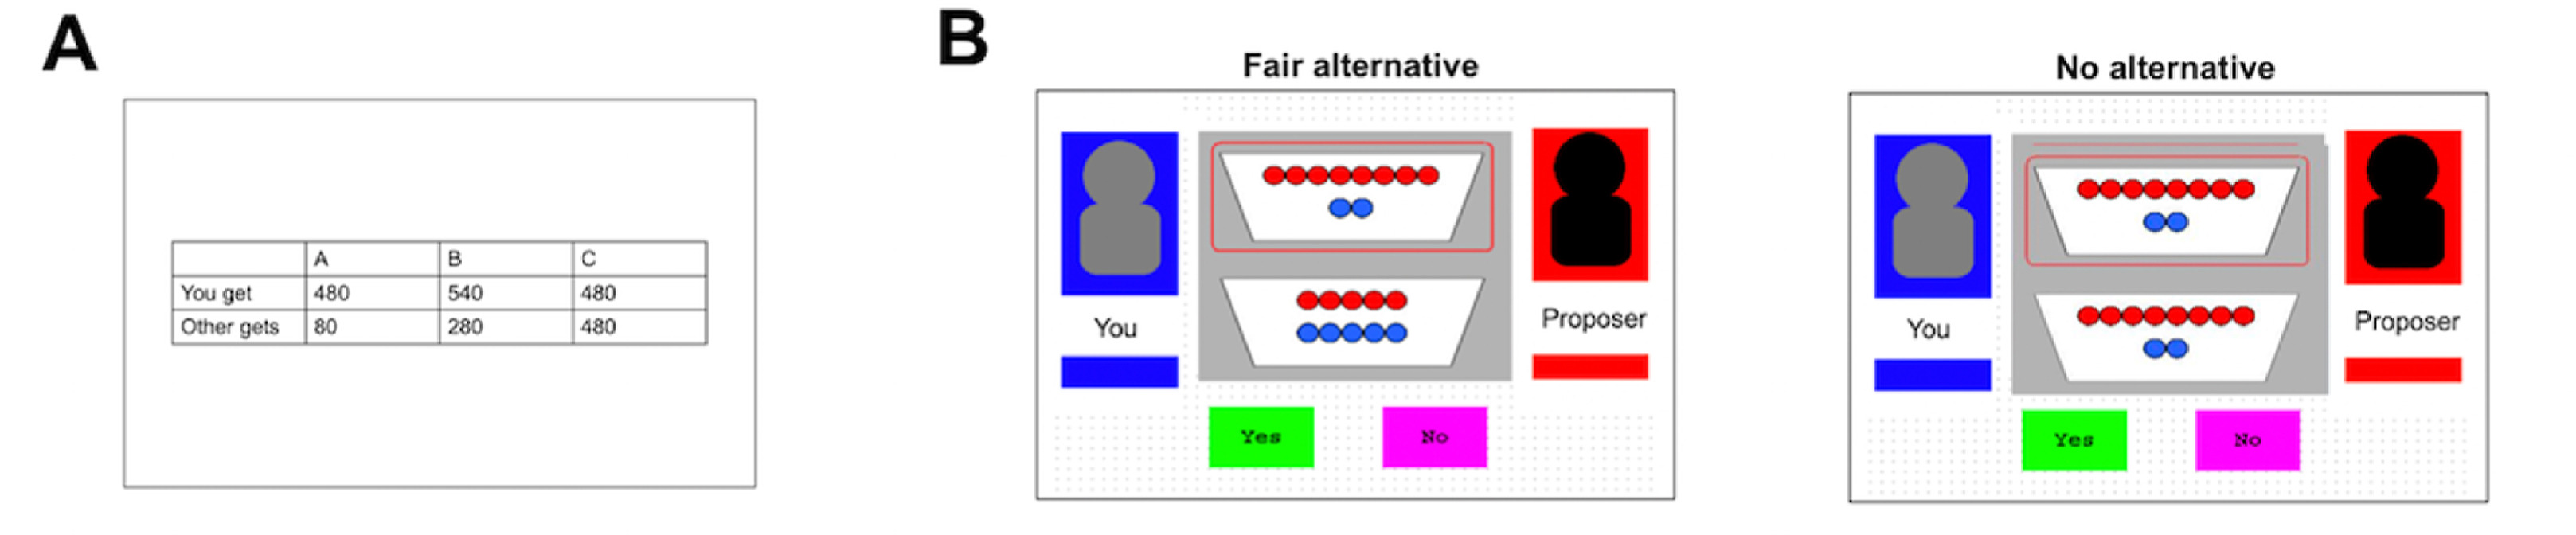 A
A B C
You get 480 540 480
Other gets 80 280 480
B
Fair alternative
You
Proposer
Yes No
No alternative
You
Proposer
Yes No